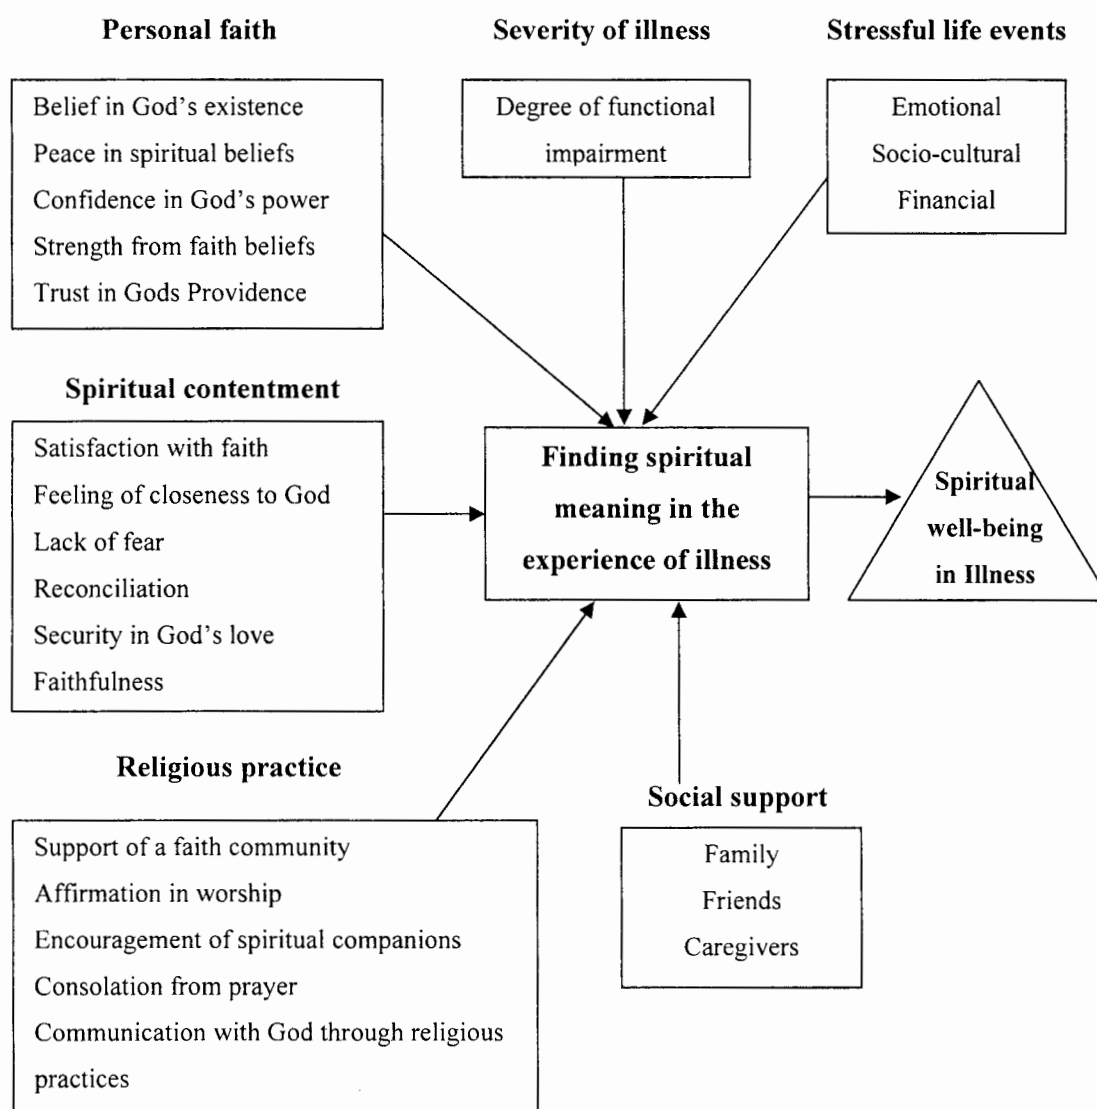 Personal faith
Belief in God's existence
Peace in spiritual beliefs
Confidence in God's power
Strength from faith beliefs
Trust in Gods Providence
Severity of illness
Degree of functional
impairment
Stressful life events
Emotional
Socio-cultural
Financial
Spiritual contentment
Satisfaction with faith
Feeling of closeness to God
Lack of fear
Reconciliation
Security in God's love
Faithfulness
Finding spiritual
meaning in the
experience of illness
Spiritual
well-being
in Illness
Religious practice
Support of a faith community
Affirmation in worship
Encouragement of spiritual companions
Consolation from prayer
Communication with God through religious
practices
Social support
Family
Friends
Caregivers